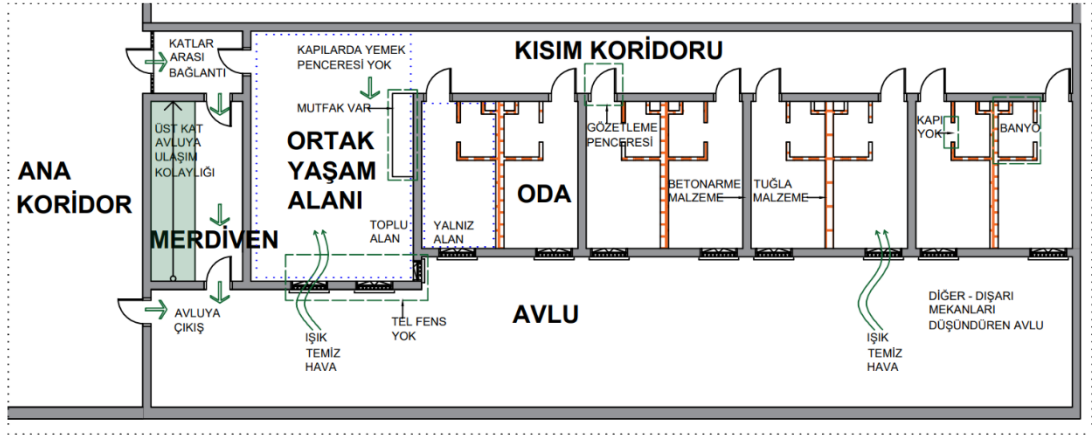 KATLAR
ARASI
BAĞLANTI
KAPILARDA YEMEK
PENCERESİ YOK
KISIM KORİDORU
MUTFAK VAR
ÜST KAT
AVLUYA
ULAŞIM
KOLAYLIĞI
ORTAK
YAŞAM
ALANI
GÖZETLEME
PENCERESİ
KAPI
YOK
BANYO
ANA
KORİDOR
ODA
BETONARME
MALZEME
TUĞLA
MALZEME
MERDİVEN
TOPLU
ALAN
YALNIZ
ALAN
AVLUYA
ÇIKIŞ
IŞIK
TEMİZ
HAVA
TEL FENS
YOK
AVLU
IŞIK
TEMİZ
HAVA
DİĞER - DIŞARI
MEKANLARI
DÜŞÜNDÜREN AVLU